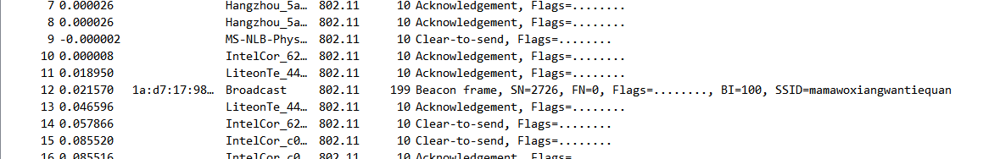 7 0.000026 Hangzhou_5a… 802.11 10 Acknowledgement, Flags=........
8 0.000026 Hangzhou_5a… 802.11 10 Acknowledgement, Flags=........
9 -0.000002 MS-NLB-Phys… 802.11 10 Clear-to-send, Flags=........
10 0.000008 IntelCor_62… 802.11 10 Acknowledgement, Flags=........
11 0.018950 LiteonTe_44… 802.11 10 Acknowledgement, Flags=........
12 0.021570 1a:d7:17:98… Broadcast 802.11 199 Beacon frame, SN=2726, FN=0, Flags=........, BI=100, SSID=mamawoxiangwantiequan
13 0.046596 LiteonTe_44… 802.11 10 Acknowledgement, Flags=........
14 0.057866 IntelCor_62… 802.11 10 Clear-to-send, Flags=........
15 0.085520 IntelCor_c0… 802.11 10 Clear-to-send, Flags=........
16 0.085516 IntelCor_c0… 802.11 10 Acknowledgement, Flags=........